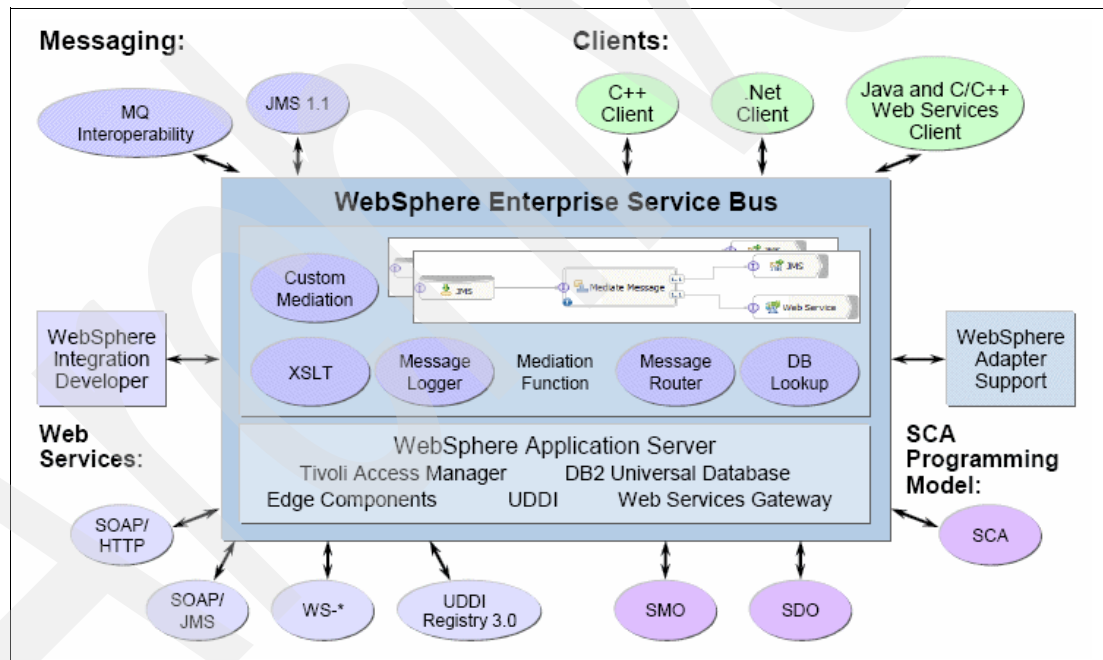 Messaging:
Clients:
MQ
Interoperability
JMS 1.1
C++
Client
.Net
Client
Java and C/C++
Web Services
Client
WebSphere Enterprise Service Bus
Custom
Mediation
JMS
Mediate Message
JMS
Web Service
WebSphere
Integration
Developer
XSLT
Message
Logger
Mediation
Function
Message
Router
DB
Lookup
WebSphere
Adapter
Support
Web
Services:
WebSphere Application Server
Tivoli Access Manager
DB2 Universal Database
Edge Components
UDDI
Web Services Gateway
SCA
Programming
Model:
SOAP/
HTTP
SOAP/
JMS
WS-*
UDDI
Registry 3.0
SMO
SDO
SCA